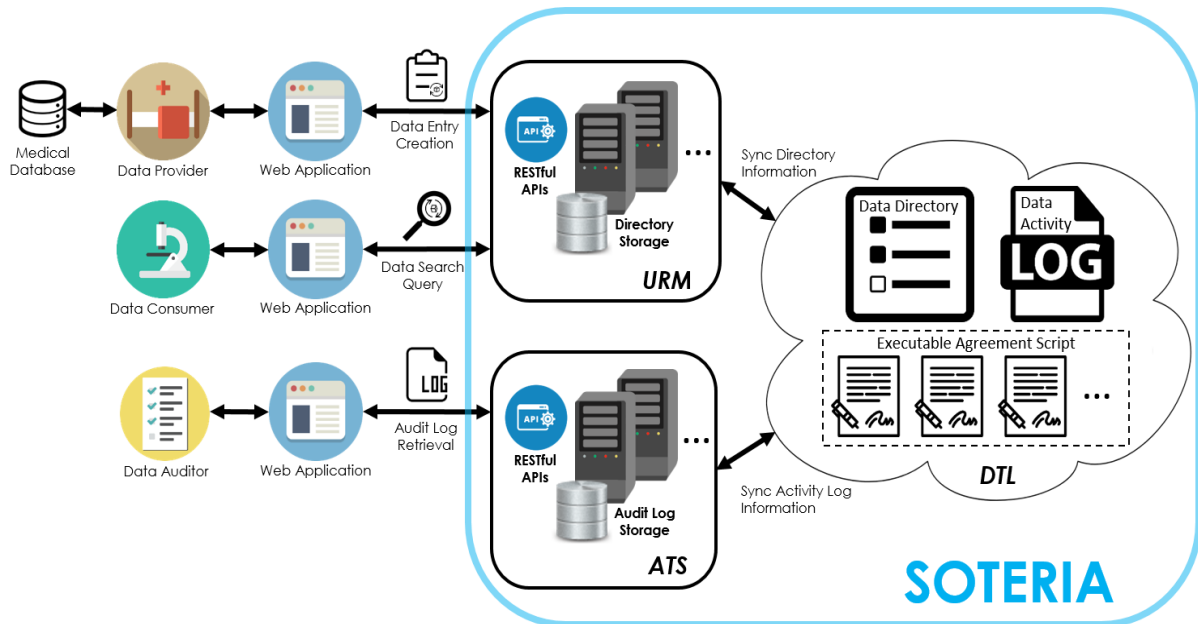 Medical
Database
Data Provider
Web Application
Data Entry
Creation
API
RESTful
APIs
Directory
Storage
URM
Data Consumer
Web Application
Data Search
Query
Sync Directory
Information
Data Directory
Data
Activity
LOG
Executable Agreement Script
DTL
Data Auditor
Web Application
LOG
Audit Log
Retrieval
API
RESTful
APIs
Audit Log
Storage
ATS
Sync Activity Log
Information
SOTERIA